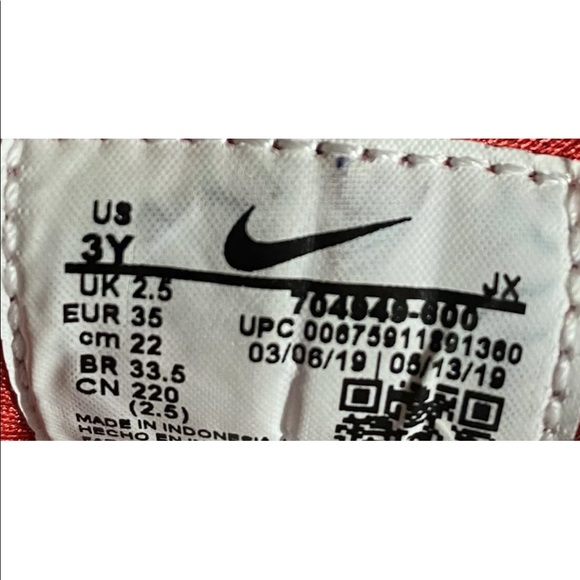 US
3Y
JX
UK 2.5
704949-600
EUR 35
UPC 00675911891360
cm 22
03/06/19 | 05/13/19
BR 33.5
CN 220
(2.5)
MADE IN INDONESIA
HECHO EN